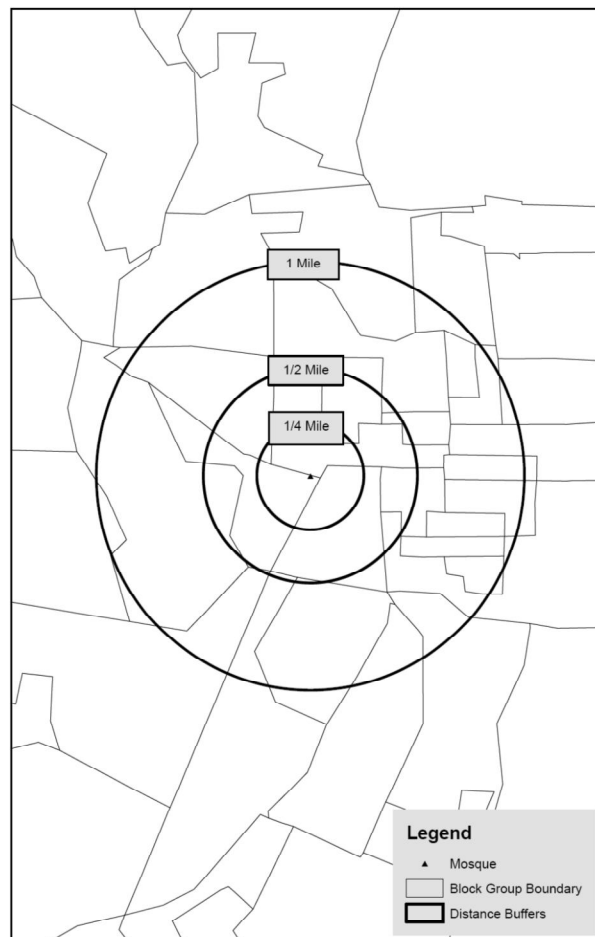 1 Mile
1/2 Mile
1/4 Mile
Legend
Mosque
Block Group Boundary
Distance Buffers